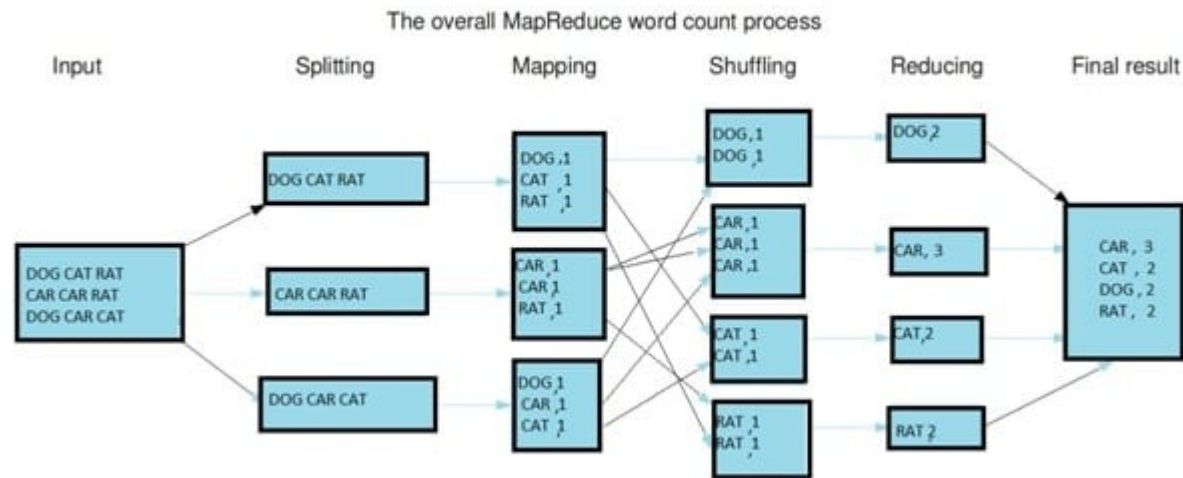 The overall MapReduce word count process
Input
Splitting
Mapping
Shuffling
Reducing
Final result
DOG CAT RAT
CAR CAR RAT
DOG CAR CAT
DOG CAT RAT
CAR CAR RAT
DOG CAR CAT
DOG,1
CAT ,1
RAT ,1
CAR,1
CAR,1
RAT,1
DOG,1
CAR,1
CAT,1
DOG,1
DOG,1
CAR,1
CAR,1
CAR,1
CAT,1
CAT,1
RAT,1
RAT,1
DOG,2
CAR, 3
CAT,2
RAT,2
CAR, 3
CAT, 2
DOG, 2
RAT, 2